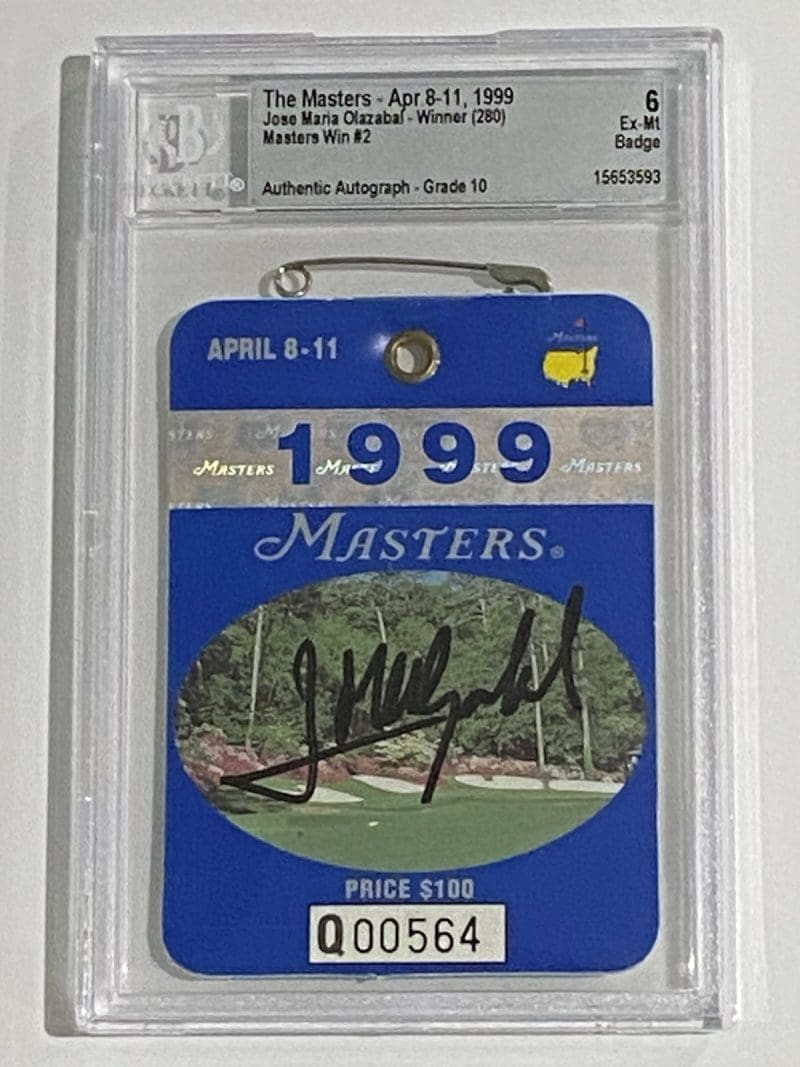 The Masters - Apr 8-11, 1999
Jose Maria Olazabal - Winner (280)
Masters Win #2
Authentic Autograph - Grade 10
6
Ex-Mt
Badge
15653593
APRIL 8-11
Masters
1999
MASTERS MASTERS
MASTERS®
PRICE $100
Q00564